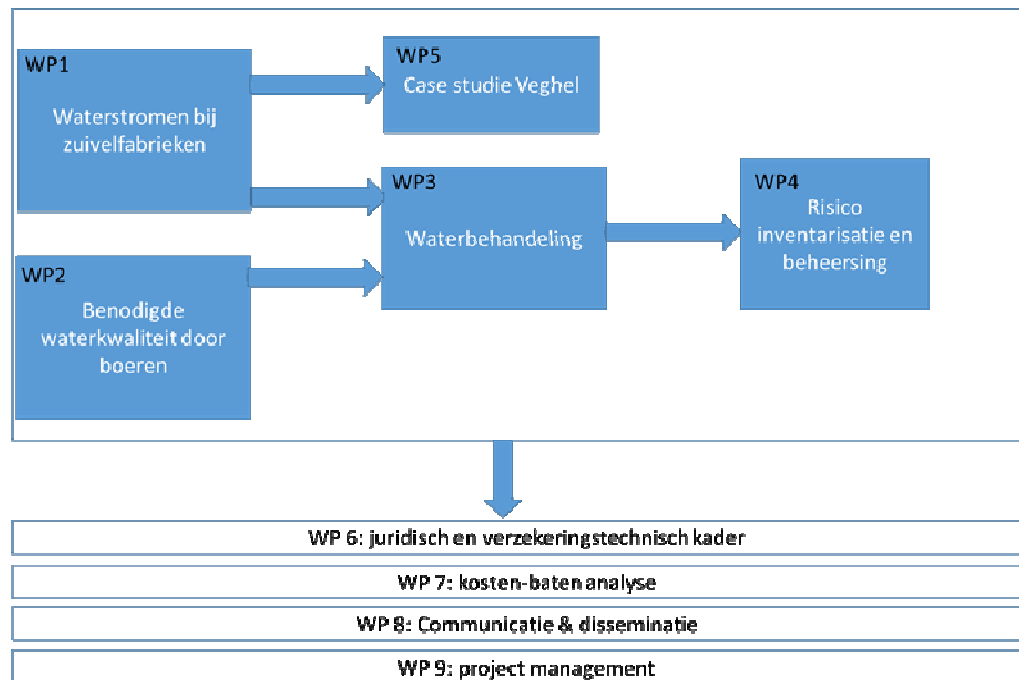 WP1
Waterstromen bij
zuivelfabrieken
WP5
Case studie Veghel
WP3
Waterbehandeling
WP4
Risico
inventarisatie en
beheersing
WP2
Benodigde
waterkwaliteit door
boeren
WP 6: juridisch en verzekeringstechnisch kader
WP 7: kosten-baten analyse
WP 8: Communicatie & disseminatie
WP 9: project management